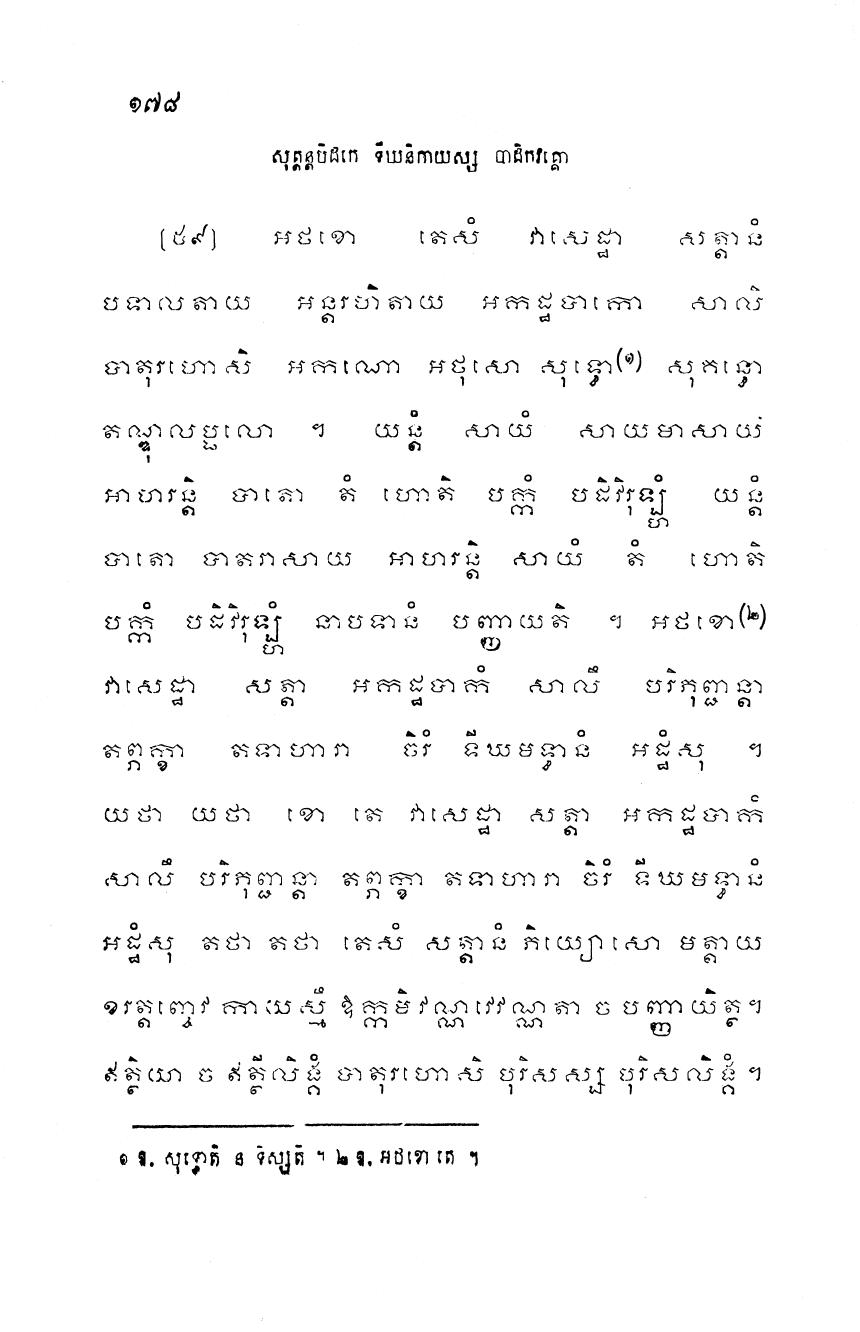 ១៧៨
សុត្តន្តបិដកេ ទីឃនិកាយស្ស បាដិកវគ្គោ
[៥៩] អថខោ តេសំ វាសេដ្ឋា សត្តានំ
បទាលតាយ អន្តរហិតាយ អកដ្ឋបាកោ សាលិ
បាតុរហោសិ អកណោ អថុសោ សុទ្ធោ(១) សុគន្ធោ
តណ្ឌុលប្ផលោ ។ យន្តំ សាយំ សាយមាសាយ
អាហរន្តិ បាតោ តំ ហោតិ បក្កំ បដិវិរុឡ្ហំ យន្តំ
បាតោ បាតរាសាយ អាហរន្តិ សាយំ តំ ហោតិ
បក្កំ បដិវិរុឡ្ហំ នាបទានំ បញ្ញាយតិ ។ អថខោ(២)
វាសេដ្ឋា សត្តា អកដ្ឋបាកំ សាលឹ បរិភុញ្ជន្តា
តព្ភក្ខា តទាហារា ចិរំ ទីឃមទ្ធានំ អដ្ឋំសុ ។
យថា យថា ខោ តេ វាសេដ្ឋា សត្តា អកដ្ឋបាកំ
សាលឹ បរិភុញ្ជន្តា តព្ភក្ខា តទាហារា ចិរំ ទីឃមទ្ធានំ
អដ្ឋំសុ តថា តថា តេសំ សត្តានំ ភិយ្យោសោ មត្តាយ
ខរត្តញ្ចេវ កាយស្មឹ ឱក្កមិ វណ្ណវេវណ្ណតា ច បញ្ញាយិត្ថ។
ឥត្ថិយា ច ឥត្ថីលិង្គំ បាតុរហោសិ បុរិសស្ស បុរិសលិង្គំ ។
១ ឱ. សុទ្ធោតិ ន ទិស្សតិ ។ ២ ឱ. អថខោ តេ ។